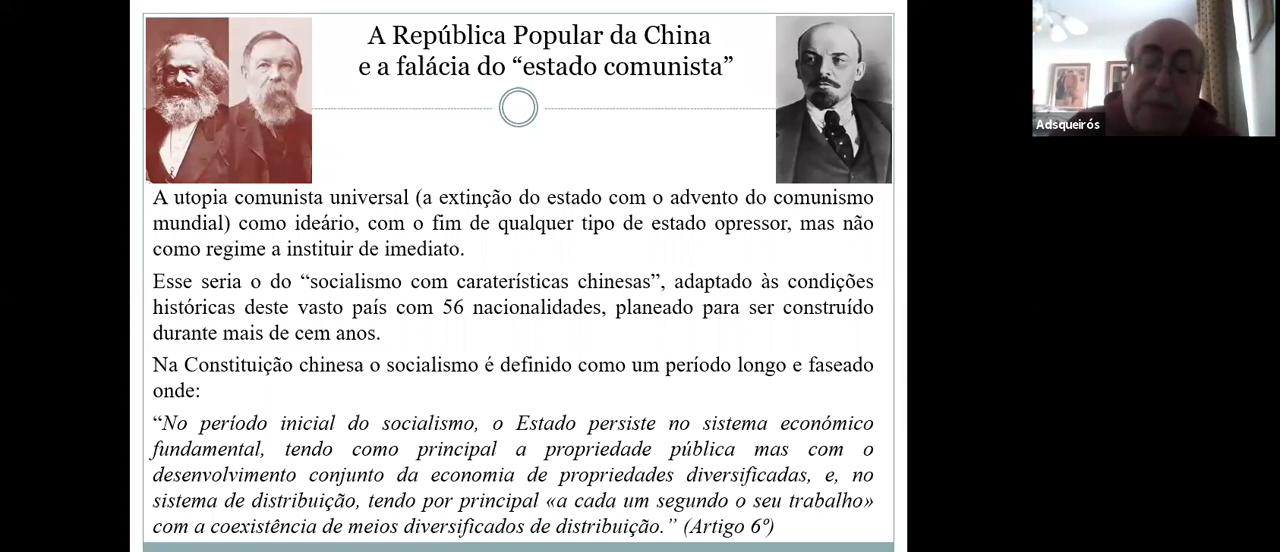 A República Popular da China
e a falácia do “estado comunista”
Adsqueirós
A utopia comunista universal (a extinção do estado com o advento do comunismo
mundial) como ideário, com o fim de qualquer tipo de estado opressor, mas não
como regime a instituir de imediato.
Esse seria o do “socialismo com caraterísticas chinesas”, adaptado às condições
históricas deste vasto país com 56 nacionalidades, planeado para ser construído
durante mais de cem anos.
Na Constituição chinesa o socialismo é definido como um período longo e faseado
onde:
“No período inicial do socialismo, o Estado persiste no sistema económico
fundamental, tendo como principal a propriedade pública mas com o
desenvolvimento conjunto da economia de propriedades diversificadas, e, no
sistema de distribuição, tendo por principal «a cada um segundo o seu trabalho»
com a coexistência de meios diversificados de distribuição.” (Artigo 6º)